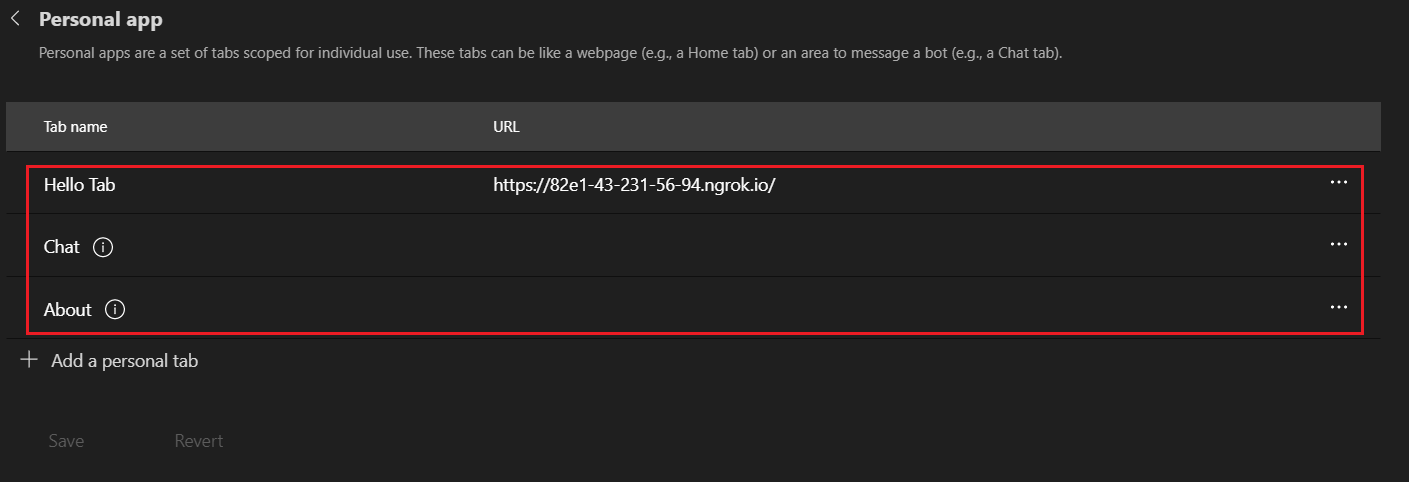 Personal app
Personal apps are a set of tabs scoped for individual use. These tabs can be like a webpage (e.g., a Home tab) or an area to message a bot (e.g., a Chat tab).
Tab name URL
Hello Tab https://82e1-43-231-56-94.ngrok.io/
Chat
About
Add a personal tab
Save Revert